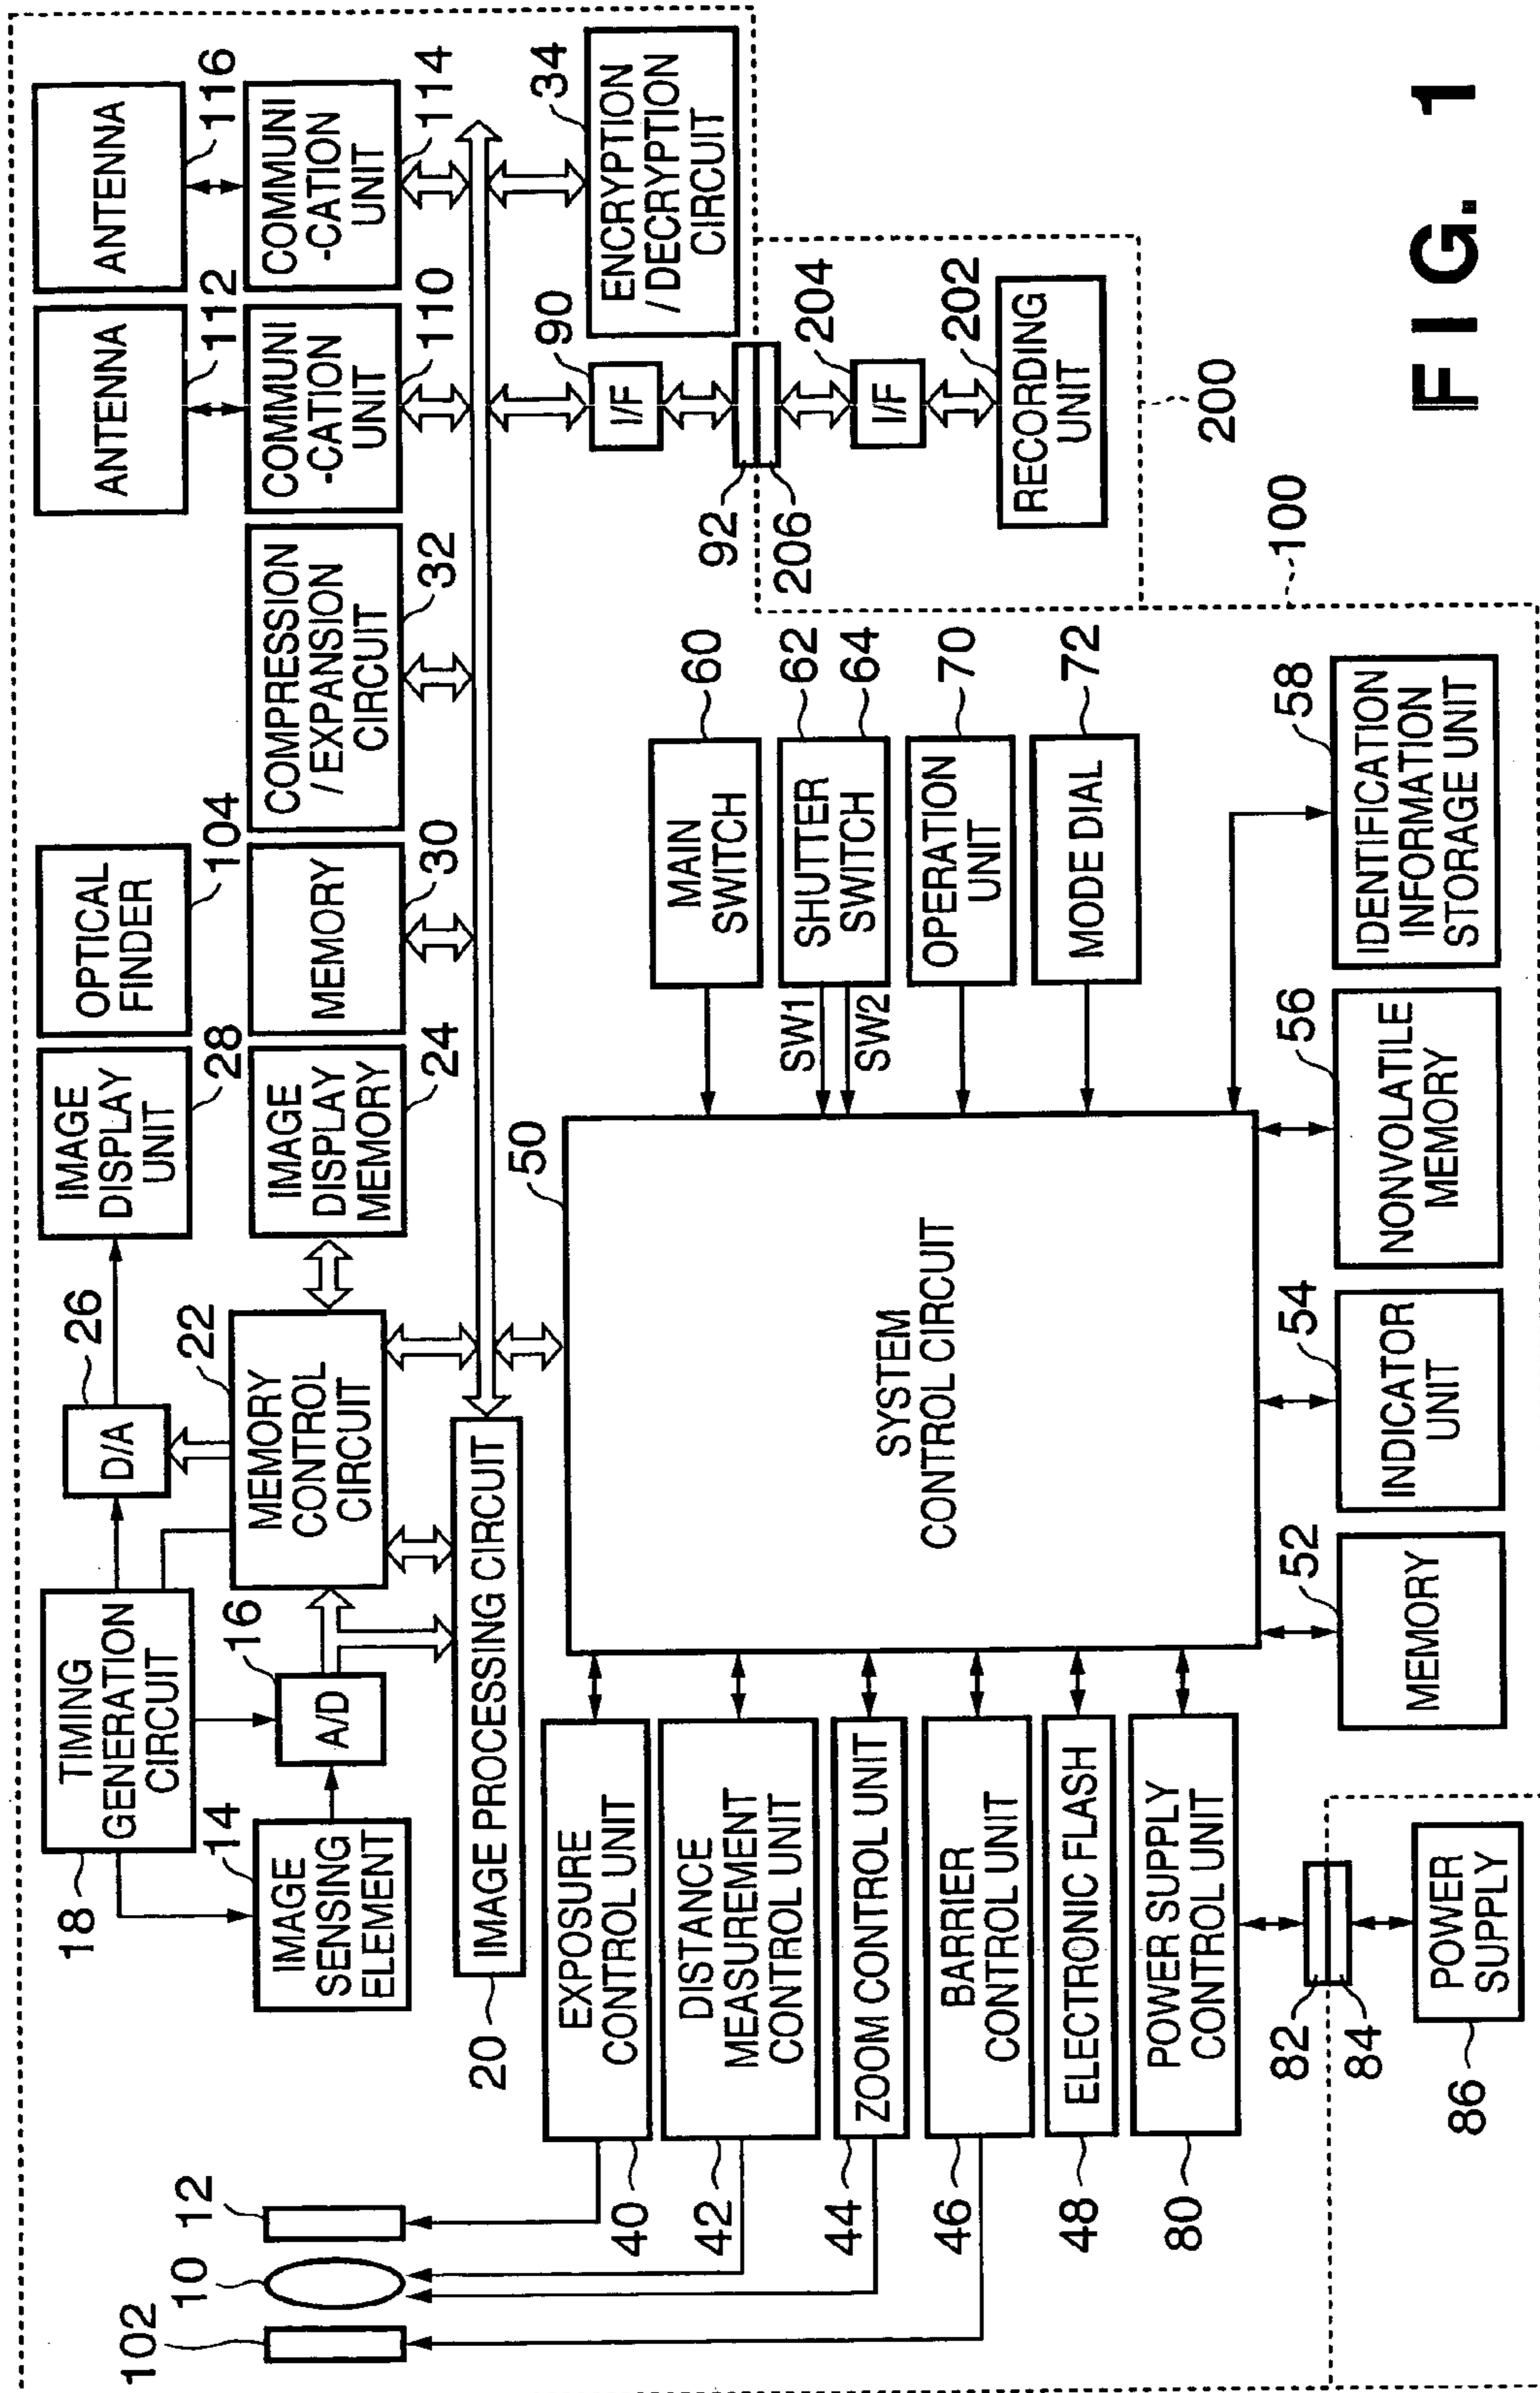 ANTENNA
116
COMMUNI
-CATION
UNIT
114
ANTENNA
112
COMMUNI
-CATION
UNIT
110
ENCRYPTION
/ DECRYPTION
CIRCUIT
34
COMPRESSION
/ EXPANSION
CIRCUIT
32
OPTICAL
FINDER
104
MEMORY
30
IMAGE
DISPLAY
UNIT
28
IMAGE
DISPLAY
MEMORY
24
D/A
26
MEMORY
CONTROL
CIRCUIT
22
TIMING
GENERATION
CIRCUIT
18
A/D
16
IMAGE
SENSING
ELEMENT
14
IMAGE PROCESSING CIRCUIT
20
12
10
102
I/F
90
92
206
I/F
204
RECORDING
UNIT
202
200
100
SYSTEM
CONTROL CIRCUIT
50
MAIN
SWITCH
60
SHUTTER
SWITCH
62
64
SW1
SW2
OPERATION
UNIT
70
MODE DIAL
72
EXPOSURE
CONTROL UNIT
40
DISTANCE
MEASUREMENT
CONTROL UNIT
42
ZOOM CONTROL UNIT
44
BARRIER
CONTROL UNIT
46
ELECTRONIC FLASH
48
POWER SUPPLY
CONTROL UNIT
80
82
84
POWER
SUPPLY
86
MEMORY
52
INDICATOR
UNIT
54
NONVOLATILE
MEMORY
56
IDENTIFICATION
INFORMATION
STORAGE UNIT
58
FIG. 1